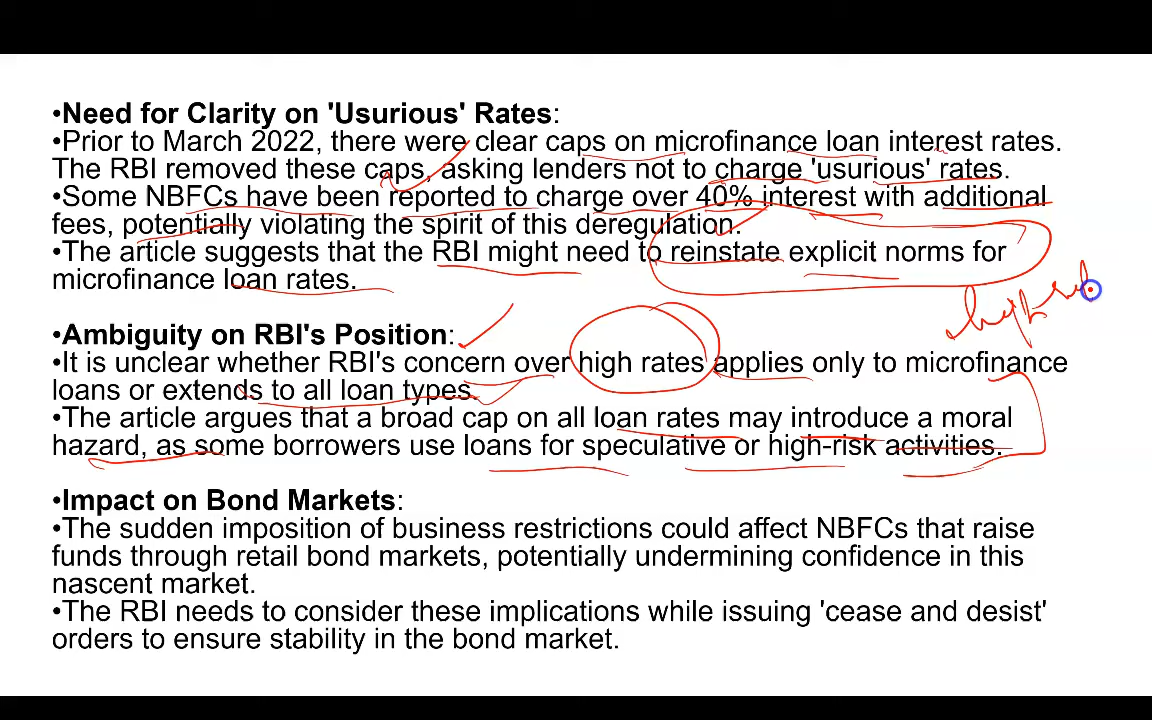 •Need for Clarity on 'Usurious' Rates:
•Prior to March 2022, there were clear caps on microfinance loan interest rates.
The RBI removed these caps, asking lenders not to charge 'usurious' rates.
•Some NBFCs have been reported to charge over 40% interest with additional
fees, potentially violating the spirit of this deregulation.
•The article suggests that the RBI might need to reinstate explicit norms for
microfinance loan rates.
•Ambiguity on RBI's Position:
•It is unclear whether RBI's concern over high rates applies only to microfinance
loans or extends to all loan types.
•The article argues that a broad cap on all loan rates may introduce a moral
hazard, as some borrowers use loans for speculative or high-risk activities.
•Impact on Bond Markets:
•The sudden imposition of business restrictions could affect NBFCs that raise
funds through retail bond markets, potentially undermining confidence in this
nascent market.
•The RBI needs to consider these implications while issuing 'cease and desist'
orders to ensure stability in the bond market.